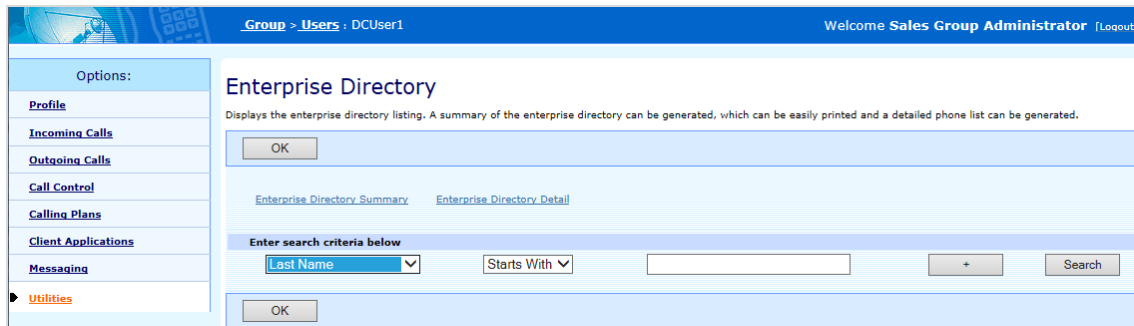 Group > Users : DCUser1
Welcome Sales Group Administrator [Logout
Options:
Profile
Incoming Calls
Outgoing Calls
Call Control
Calling Plans
Client Applications
Messaging
Utilities
Enterprise Directory
Displays the enterprise directory listing. A summary of the enterprise directory can be generated, which can be easily printed and a detailed phone list can be generated.
OK
Enterprise Directory Summary Enterprise Directory Detail
Enter search criteria below
Last Name Starts With + Search
OK